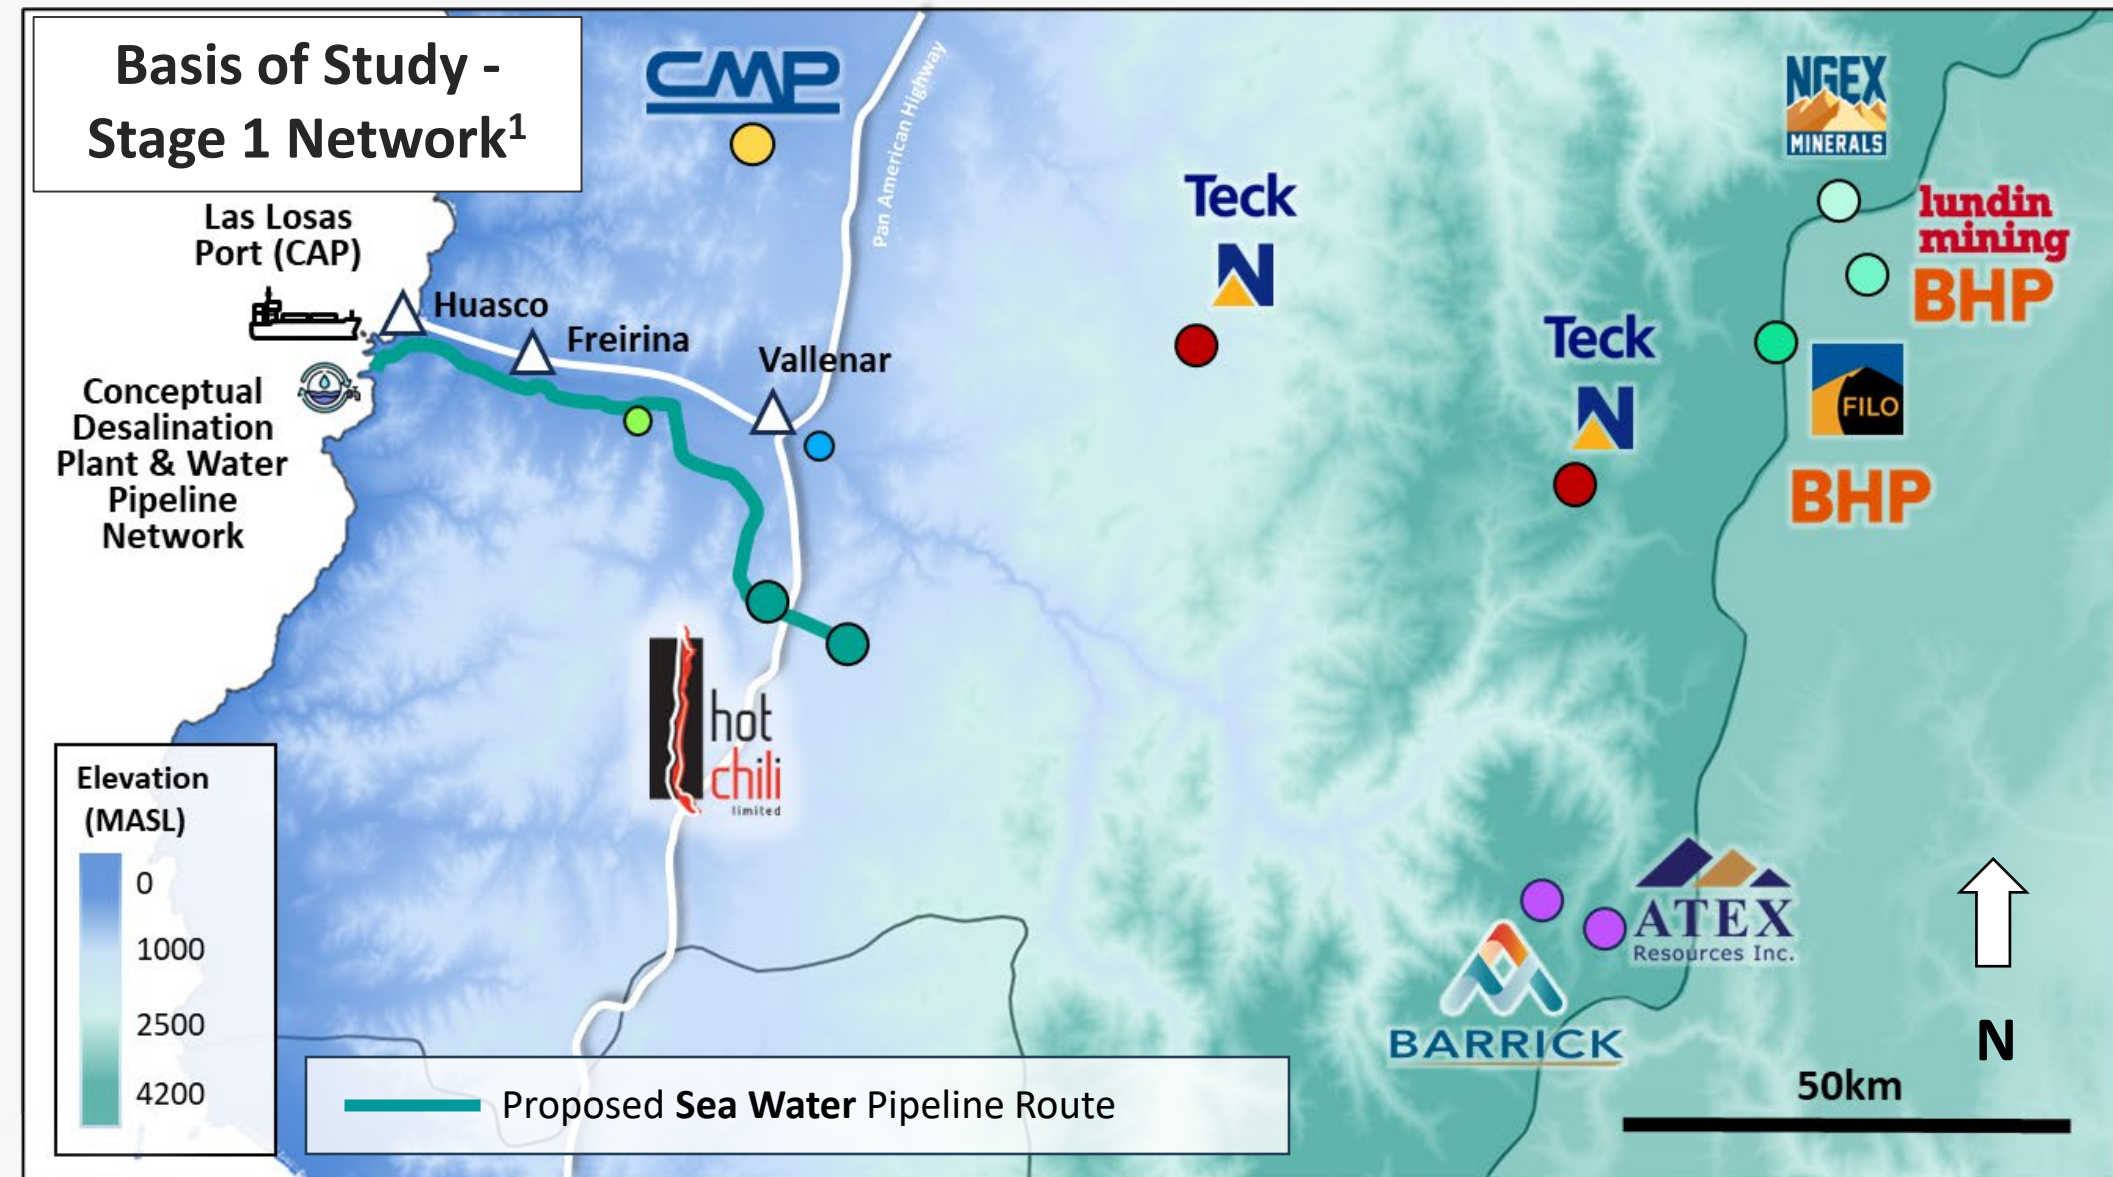 Basis of Study -
Stage 1 Network1
CMP
Pan American Highway
NGEX
MINERALS
Las Losas
Port (CAP)
Teck
lundin
mining
BHP
Huasco
Freirina
Vallenar
Teck
FILO
BHP
Conceptual
Desalination
Plant & Water
Pipeline
Network
hot
chili
limited
Elevation
(MASL)
0
1000
2500
4200
ATEX
Resources Inc.
BARRICK
N
50km
Proposed Sea Water Pipeline Route